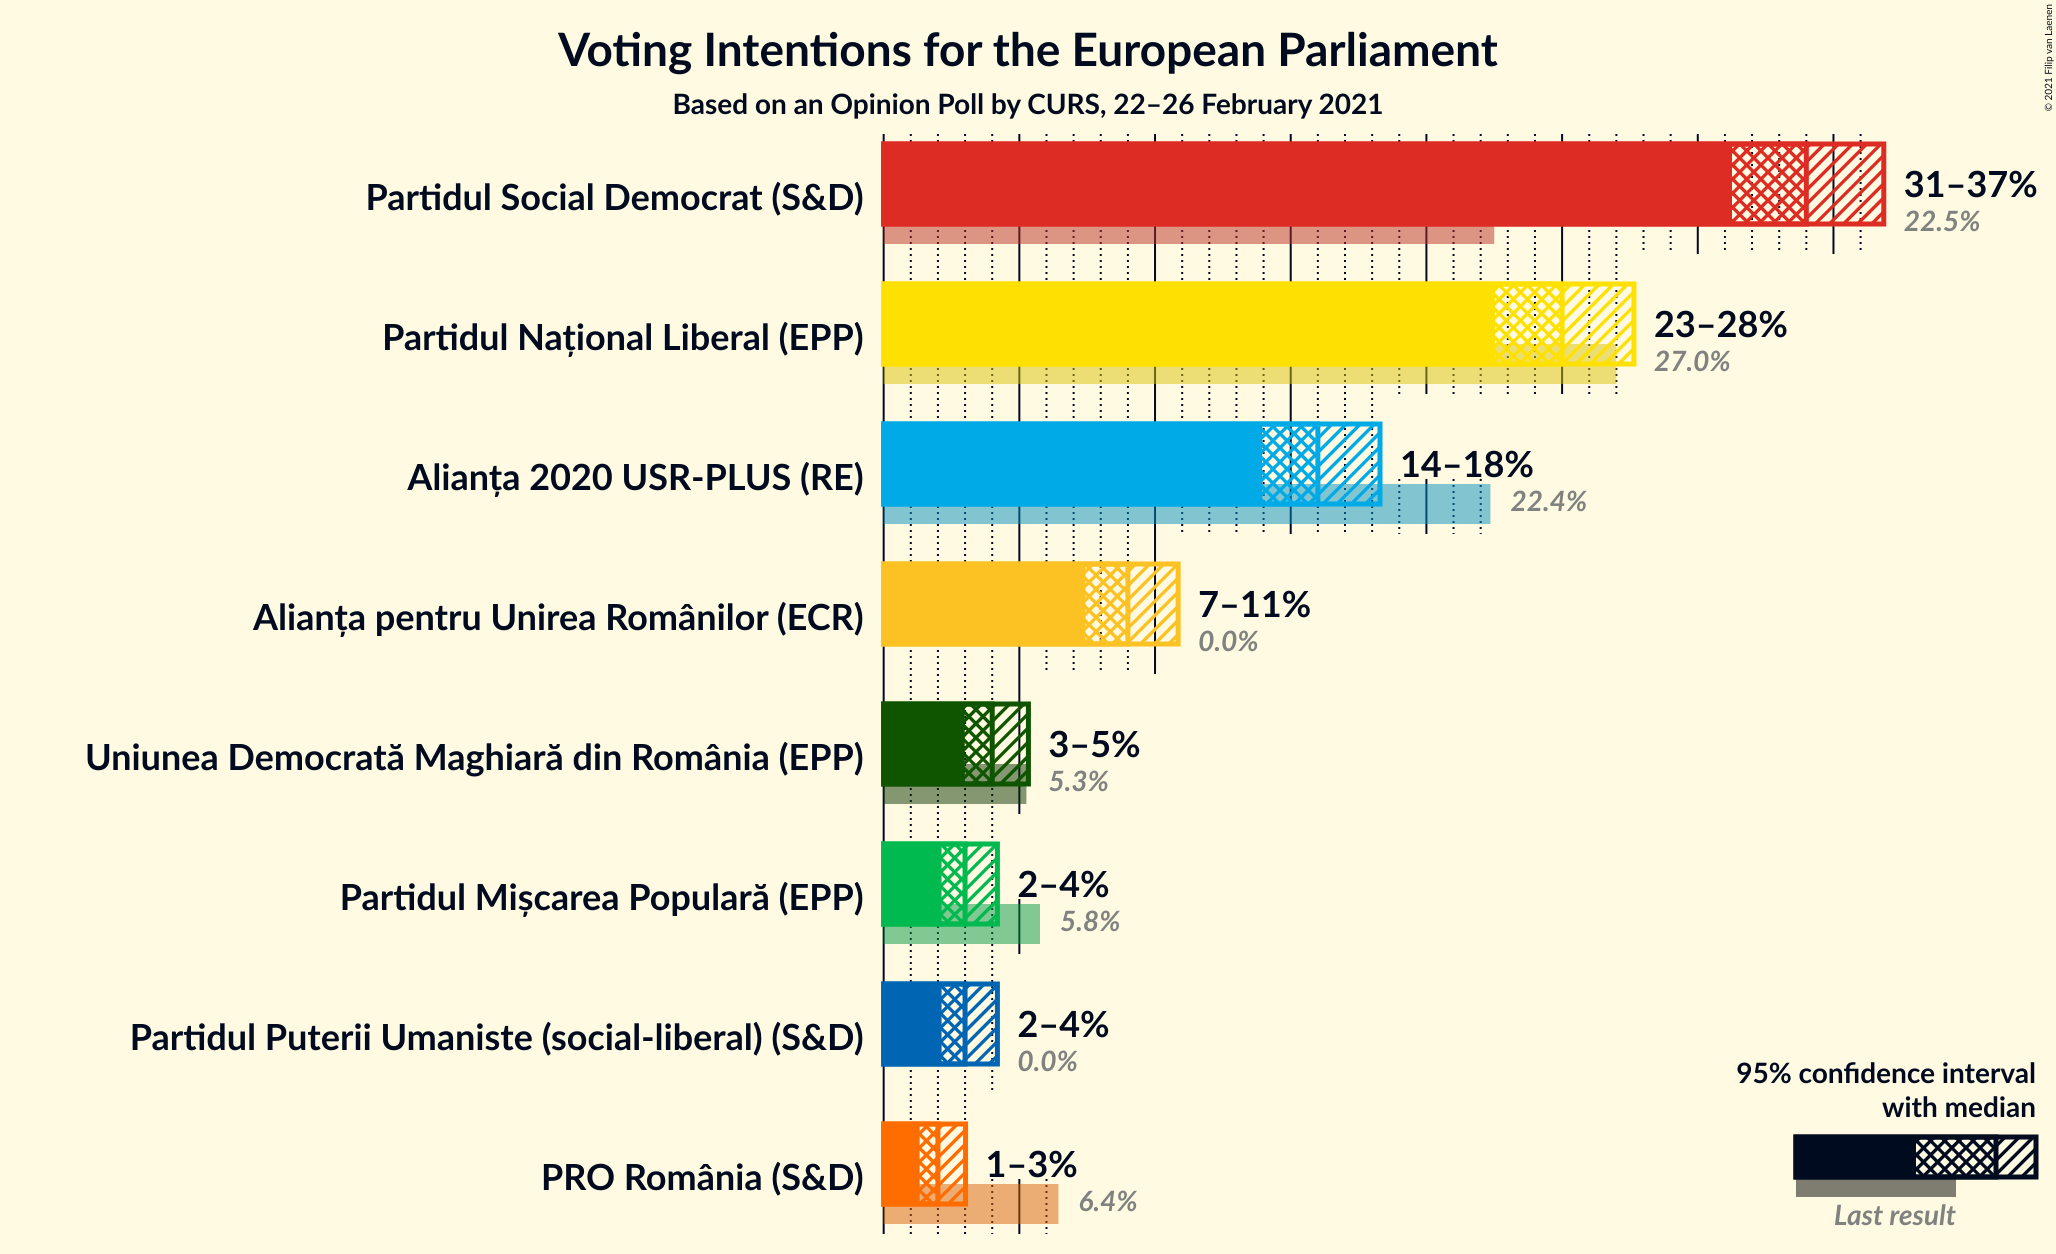 Voting Intentions for the European Parliament
Based on an Opinion Poll by CURS, 22–26 February 2021
© 2021 Filip van Laenen
Partidul Social Democrat (S&D)
31–37%
22.5%
Partidul Național Liberal (EPP)
23–28%
27.0%
Alianța 2020 USR-PLUS (RE)
14–18%
22.4%
Alianța pentru Unirea Românilor (ECR)
7–11%
0.0%
Uniunea Democrată Maghiară din România (EPP)
3–5%
5.3%
Partidul Mișcarea Populară (EPP)
2–4%
5.8%
Partidul Puterii Umaniste (social-liberal) (S&D)
2–4%
0.0%
PRO România (S&D)
1–3%
6.4%
95% confidence interval
with median
Last result